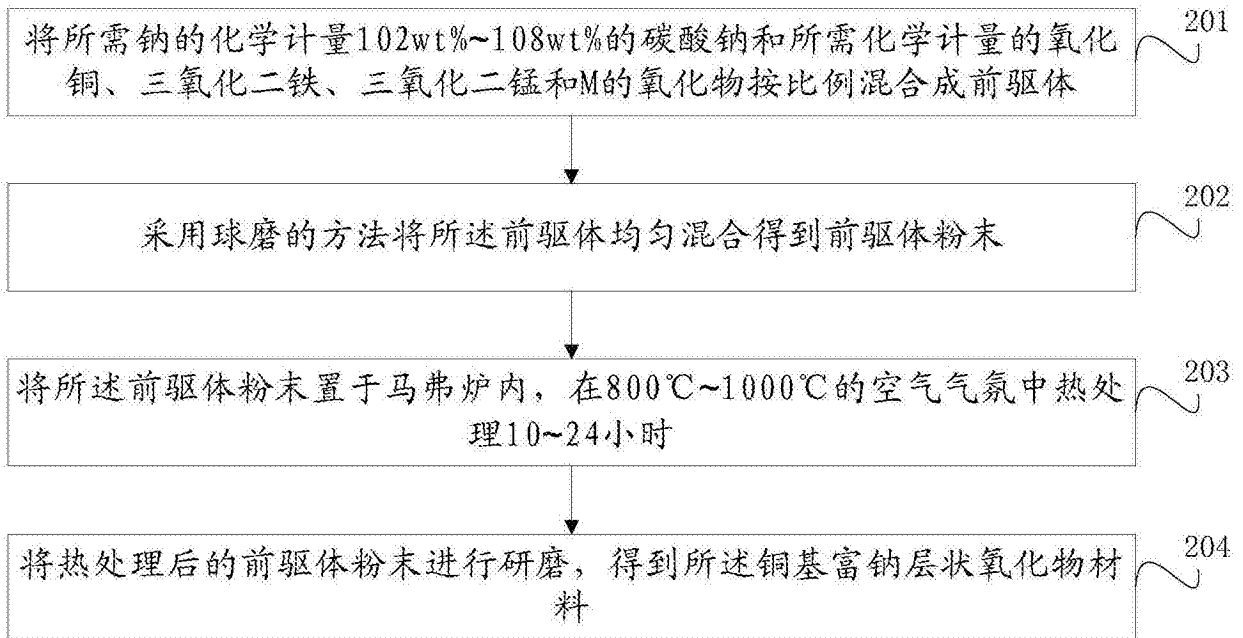 将所需钠的化学计量102wt%~108wt%的碳酸钠和所需化学计量的氧化
铜、三氧化二铁、三氧化二锰和M的氧化物按比例混合成前驱体
201
采用球磨的方法将所述前驱体均匀混合得到前驱体粉末
202
将所述前驱体粉末置于马弗炉内，在800℃~1000℃的空气气氛中热处
理10~24小时
203
将热处理后的前驱体粉末进行研磨，得到所述铜基富钠层状氧化物材
料
204